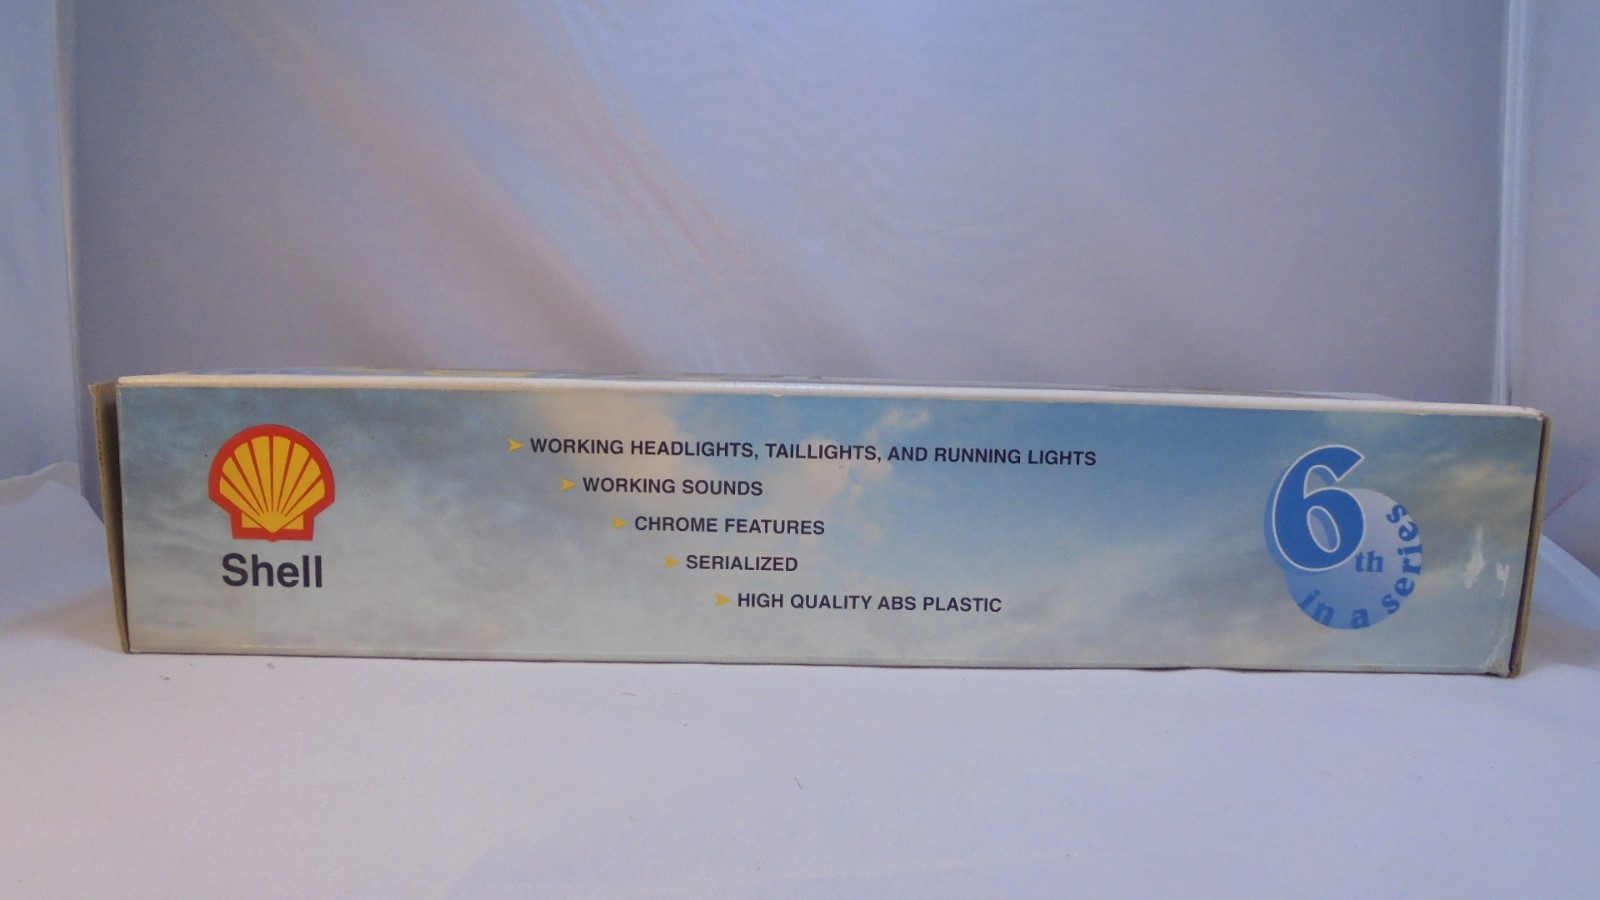 Shell
WORKING HEADLIGHTS, TAILLIGHTS, AND RUNNING LIGHTS
WORKING SOUNDS
CHROME FEATURES
SERIALIZED
HIGH QUALITY ABS PLASTIC
6th
in a series